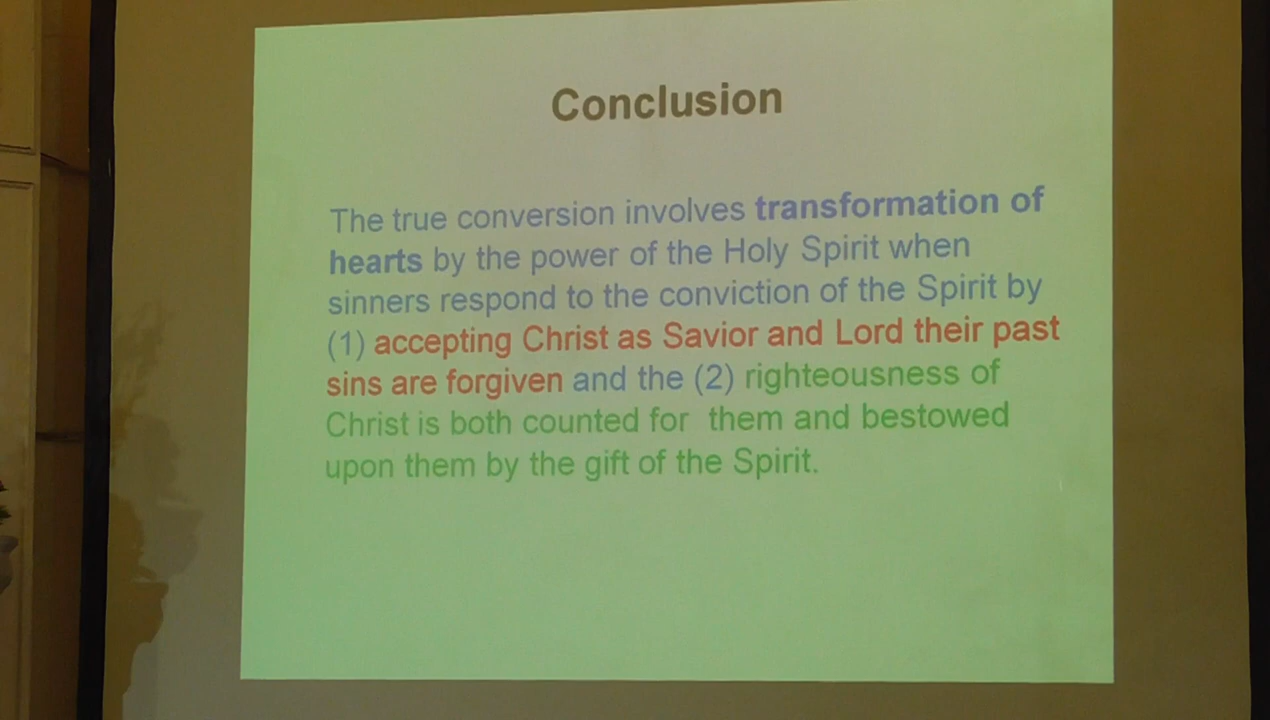 Conclusion
The true conversion involves transformation of
hearts by the power of the Holy Spirit when
sinners respond to the conviction of the Spirit by
(1) accepting Christ as Savior and Lord their past
sins are forgiven and the (2) righteousness of
Christ is both counted for them and bestowed
upon them by the gift of the Spirit.